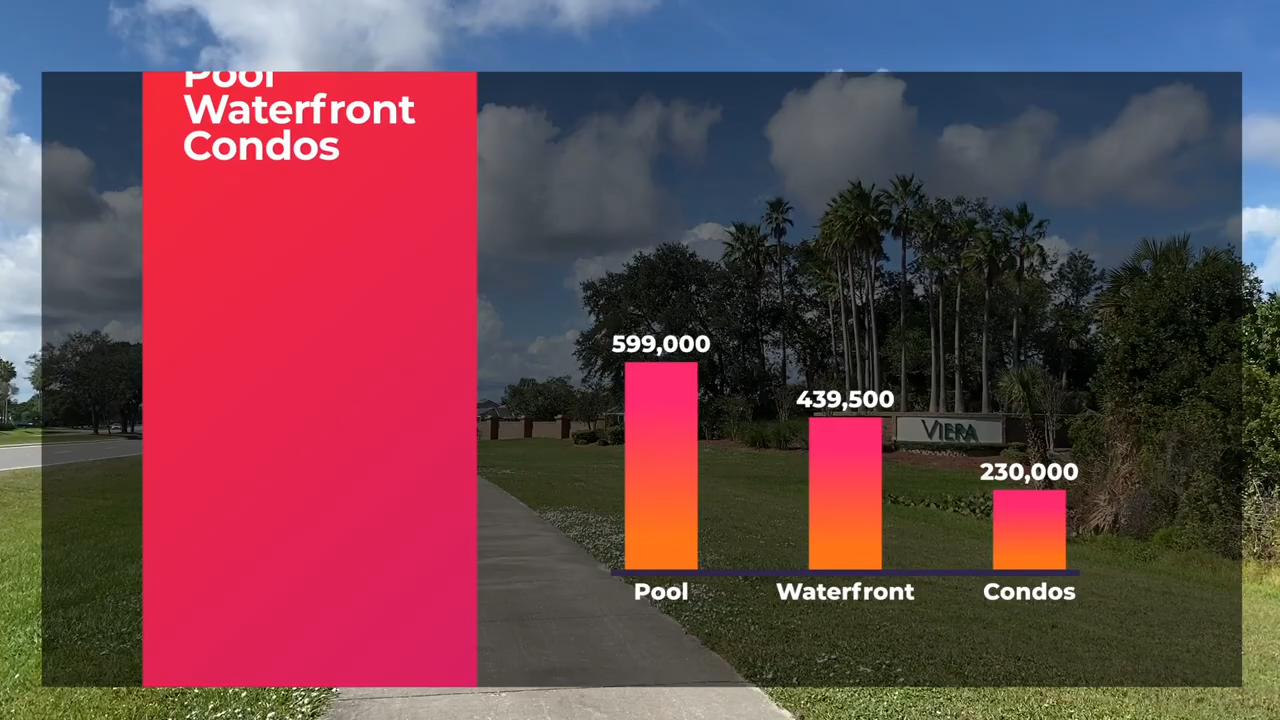 Pool
Waterfront
Condos
599,000
439,500
230,000
VIERA
Pool
Waterfront
Condos